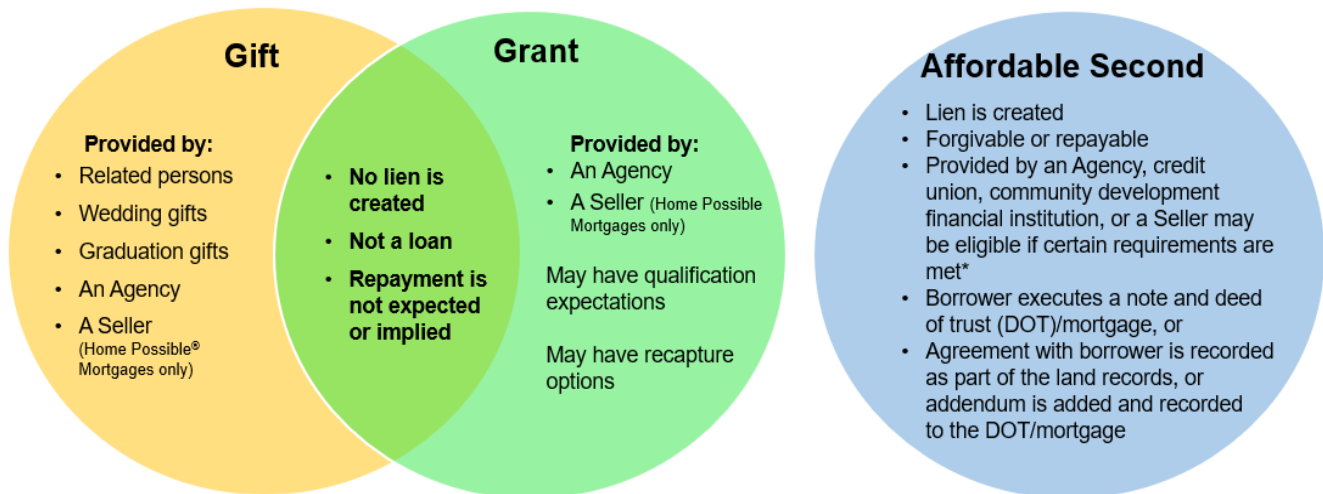 Gift
Provided by:
• Related persons
• Wedding gifts
• Graduation gifts
• An Agency
• A Seller
(Home Possible® 
Mortgages only)
• No lien is
created
• Not a loan
• Repayment is
not expected
or implied
Grant
Provided by:
• An Agency
• A Seller (Home Possible
Mortgages only)
May have qualification
expectations
May have recapture
options
Affordable Second
• Lien is created
• Forgivable or repayable
• Provided by an Agency, credit
union, community development
financial institution, or a Seller may
be eligible if certain requirements are
met*
• Borrower executes a note and deed
of trust (DOT)/mortgage, or
• Agreement with borrower is recorded
as part of the land records, or
addendum is added and recorded
to the DOT/mortgage